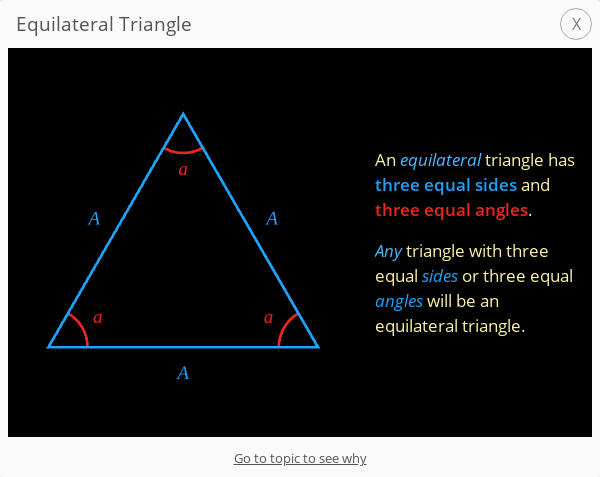 Equilateral Triangle
X
a
A
A
a
a
A
An equilateral triangle has
three equal sides and
three equal angles.
Any triangle with three
equal sides or three equal
angles will be an
equilateral triangle.
Go to topic to see why